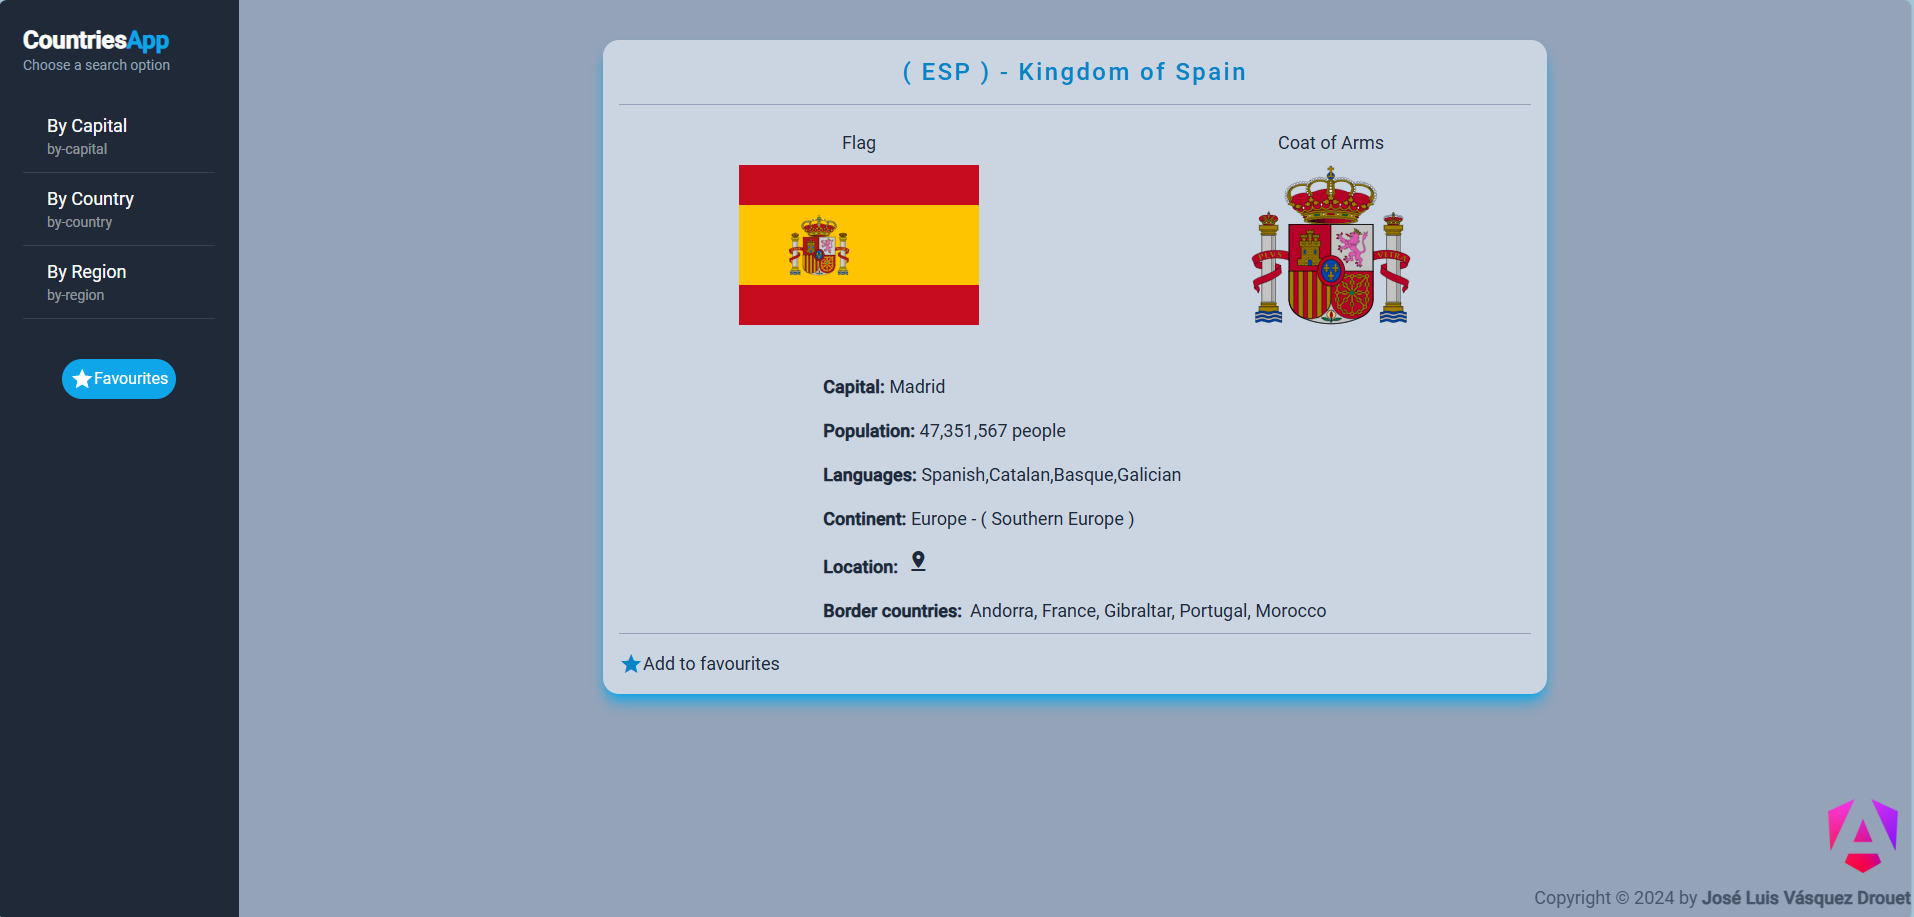 CountriesApp
Choose a search option
By Capital
by-capital
By Country
by-country
By Region
by-region
Favourites
( ESP ) - Kingdom of Spain
Flag
Coat of Arms
PLVS VLTRA
Capital: Madrid
Population: 47,351,567 people
Languages: Spanish,Catalan,Basque,Galician
Continent: Europe - ( Southern Europe )
Location:
Border countries: Andorra, France, Gibraltar, Portugal, Morocco
Add to favourites
Copyright © 2024 by José Luis Vásquez Drouet